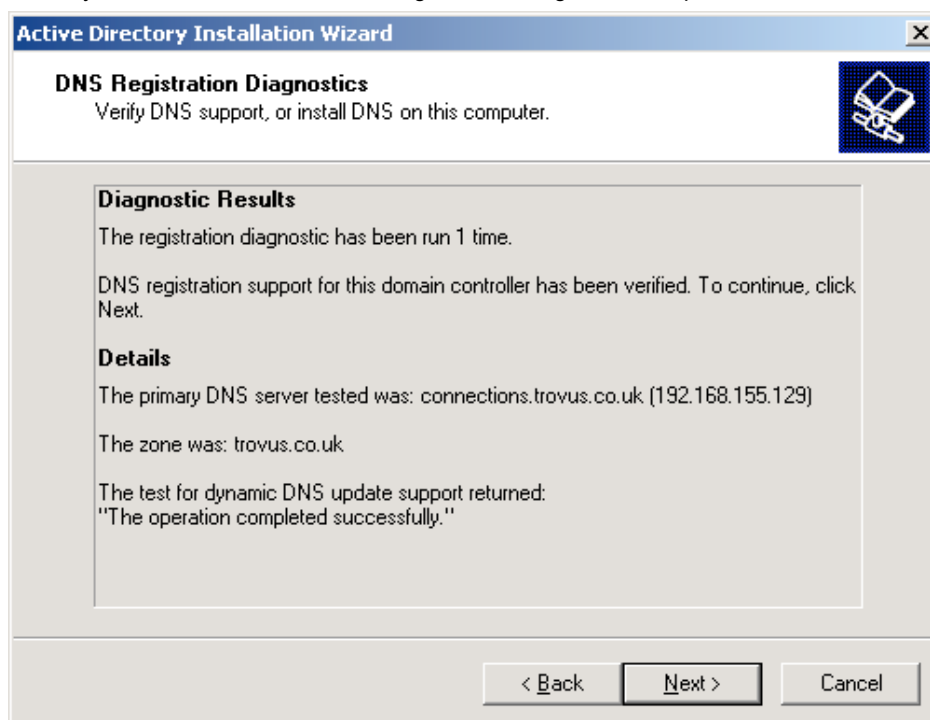 Active Directory Installation Wizard
DNS Registration Diagnostics
Verify DNS support, or install DNS on this computer.
Diagnostic Results
The registration diagnostic has been run 1 time.
DNS registration support for this domain controller has been verified. To continue, click
Next.
Details
The primary DNS server tested was: connections.trovus.co.uk (192.168.155.129)
The zone was: trovus.co.uk
The test for dynamic DNS update support returned:
"The operation completed successfully."
< Back
Next >
Cancel